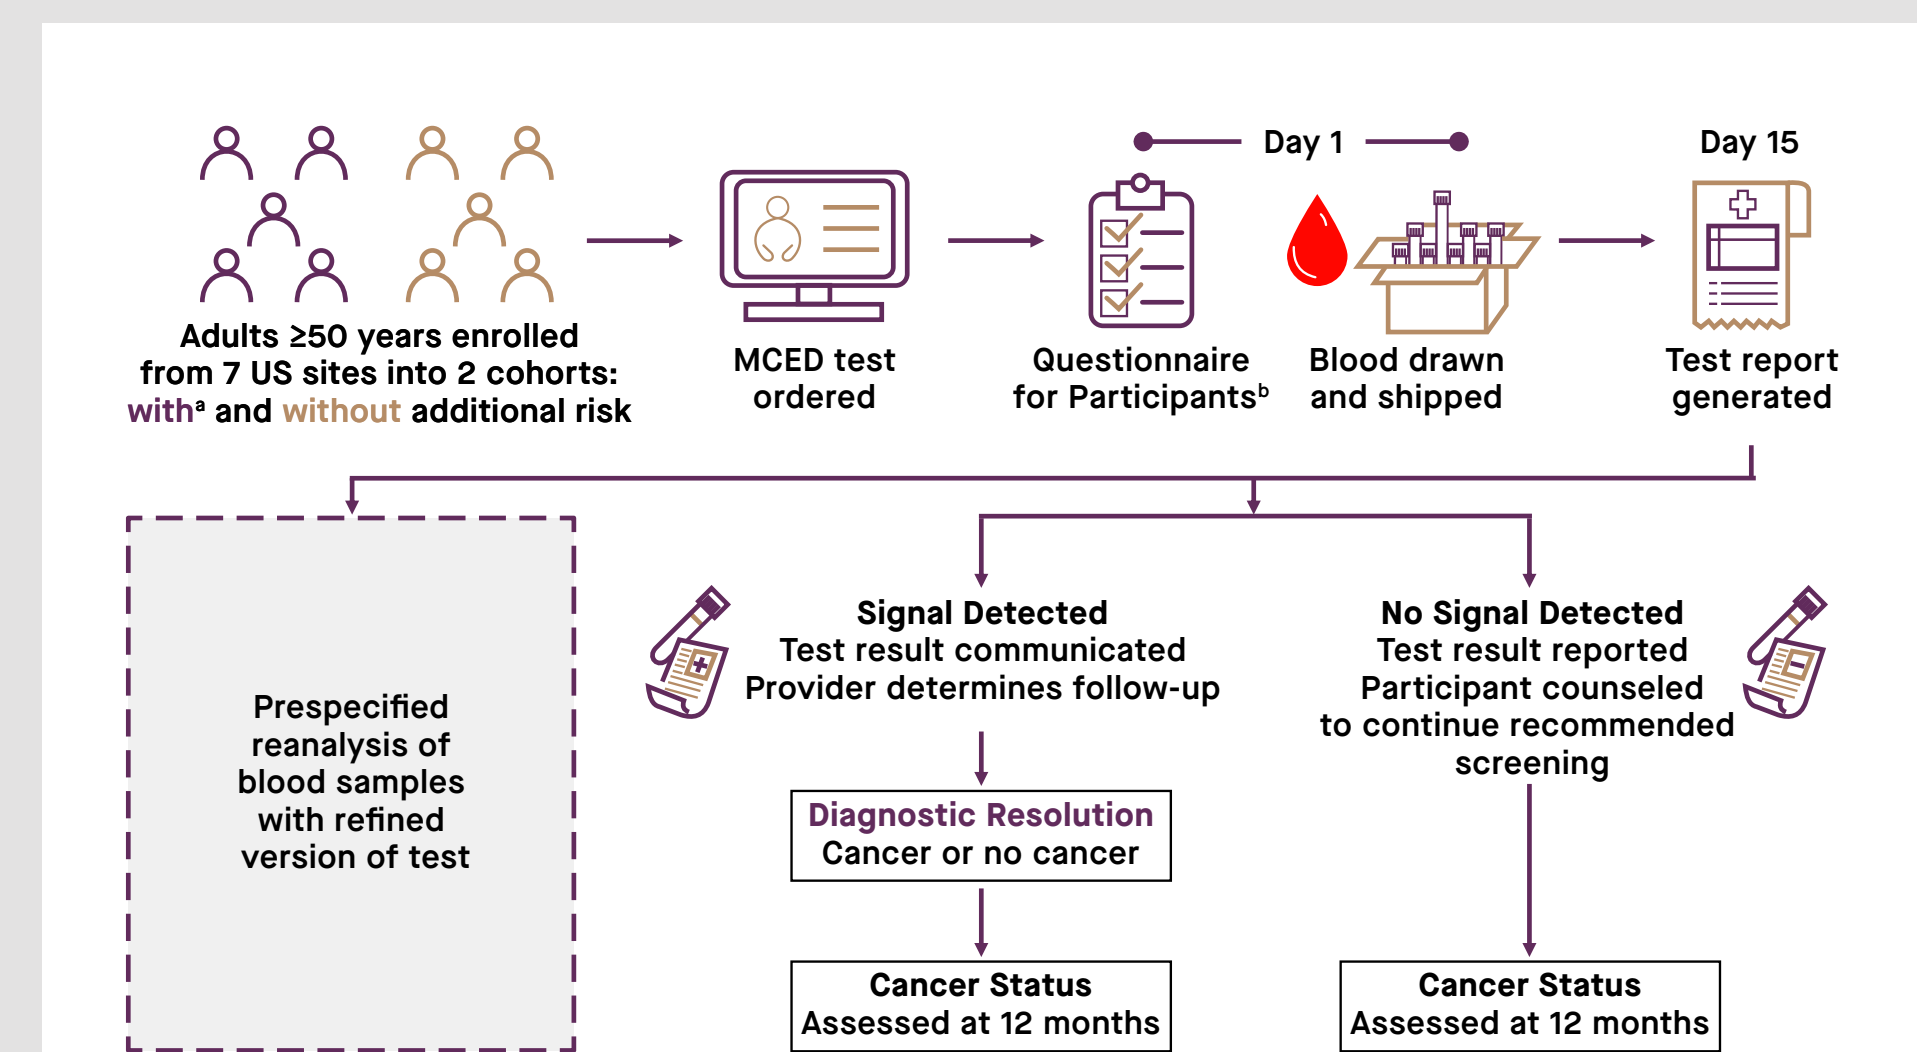 Day 1
Day 15
Adults ≥50 years enrolled
from 7 US sites into 2 cohorts:
withᵃ and without additional risk
MCED test
ordered
Questionnaire
for Participantsᵇ
Blood drawn
and shipped
Test report
generated
Prespecified
reanalysis of
blood samples
with refined
version of test
Signal Detected
Test result communicated
Provider determines follow-up
Diagnostic Resolution
Cancer or no cancer
Cancer Status
Assessed at 12 months
No Signal Detected
Test result reported
Participant counseled
to continue recommended
screening
Cancer Status
Assessed at 12 months